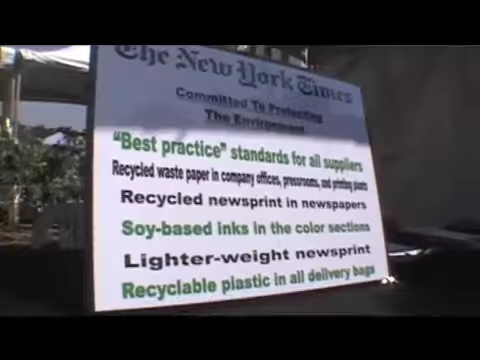 The New York Times
Committed To Protecting
The Environment
"Best practice" standards for all suppliers
Recycled waste paper in company offices, pressrooms, and printing plants
Recycled newsprint in newspapers
Soy-based inks in the color sections
Lighter-weight newsprint
Recyclable plastic in all delivery bags